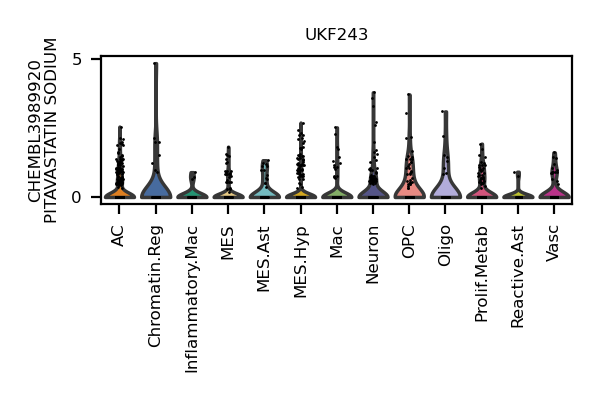 UKF243
CHEMBL3989920
PITAVASTATIN SODIUM
5
0
AC
Chromatin.Reg
Inflammatory.Mac
MES
MES.Ast
MES.Hyp
Mac
Neuron
OPC
Oligo
Prolif.Metab
Reactive.Ast
Vasc